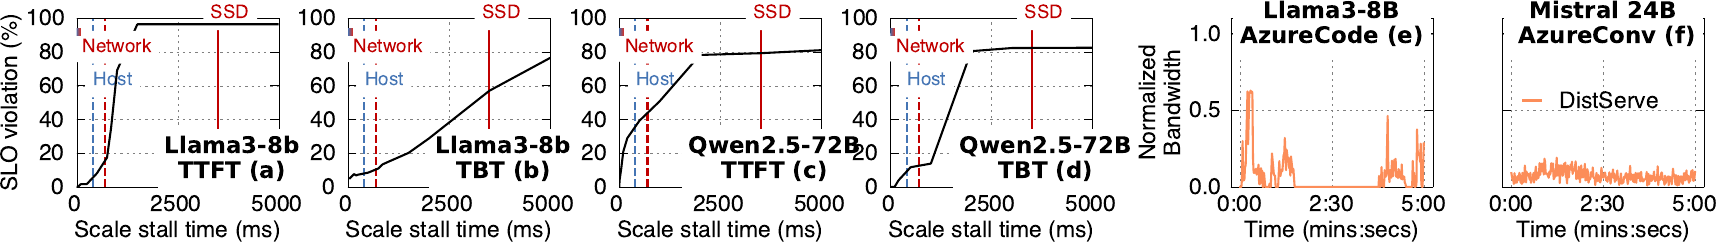 SLO violation (%)
100
80
60
40
20
0
SSD
Network
Host
Llama3-8b
TTFT (a)
0
2500
5000
Scale stall time (ms)
100
80
60
40
20
0
SSD
Network
Host
Llama3-8b
TBT (b)
0
2500
5000
Scale stall time (ms)
100
80
60
40
20
0
SSD
Network
Host
Qwen2.5-72B
TTFT (c)
0
2500
5000
Scale stall time (ms)
100
80
60
40
20
0
SSD
Network
Host
Qwen2.5-72B
TBT (d)
0
2500
5000
Scale stall time (ms)
Llama3-8B
AzureCode (e)
Normalized
Bandwidth
1.0
0.5
0.0
0:00
2:30
5:00
Time (mins:secs)
Mistral 24B
AzureConv (f)
DistServe
0:00
2:30
5:00
Time (mins:secs)